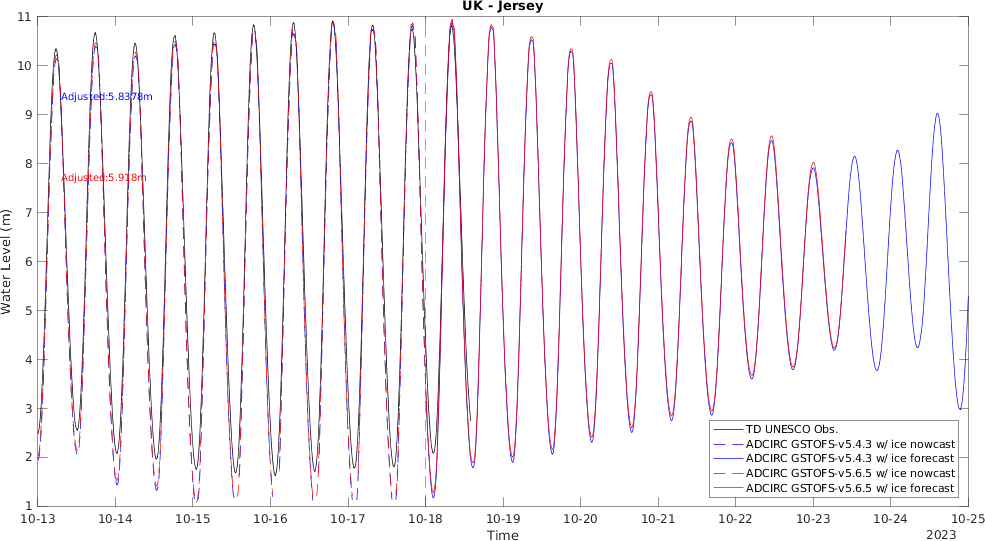 UK - Jersey
11
10
9
8
7
6
5
4
3
2
1
Water Level (m)
Adjusted:5.8378m
Adjusted:5.918m
TD UNESCO Obs.
ADCIRC GSTOFS-v5.4.3 w/ ice nowcast
ADCIRC GSTOFS-v5.4.3 w/ ice forecast
ADCIRC GSTOFS-v5.6.5 w/ ice nowcast
ADCIRC GSTOFS-v5.6.5 w/ ice forecast
10-13 10-14 10-15 10-16 10-17 10-18 10-19 10-20 10-21 10-22 10-23 10-24 10-25
Time
2023